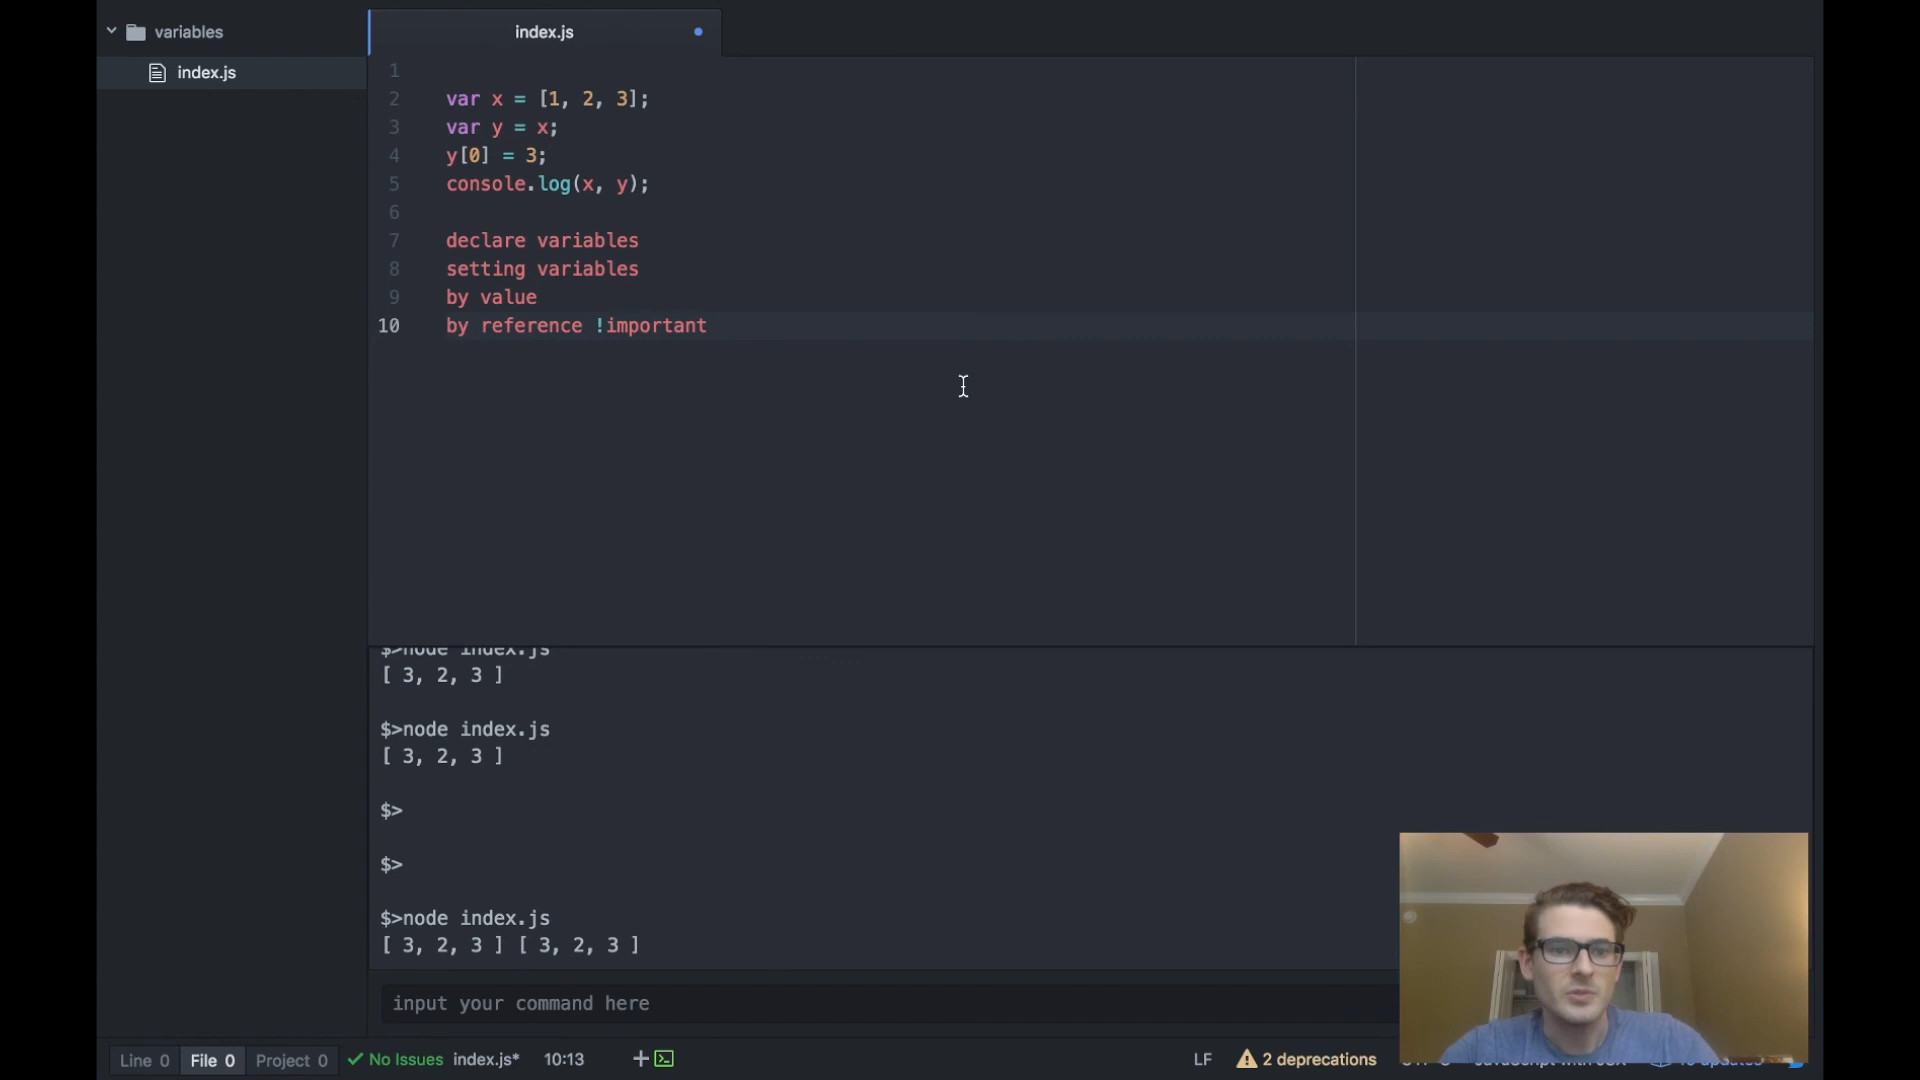 variables
index.js
index.js
1
2 var x = [1, 2, 3];
3 var y = x;
4 y[0] = 3;
5 console.log(x, y);
6
7 declare variables
8 setting variables
9 by value
10 by reference !important
$>node index.js
[ 3, 2, 3 ]
$>node index.js
[ 3, 2, 3 ]
$>
$>
$>node index.js
[ 3, 2, 3 ] [ 3, 2, 3 ]
input your command here
Line 0 File 0 Project 0 No Issues index.js* 10:13 LF 2 deprecations